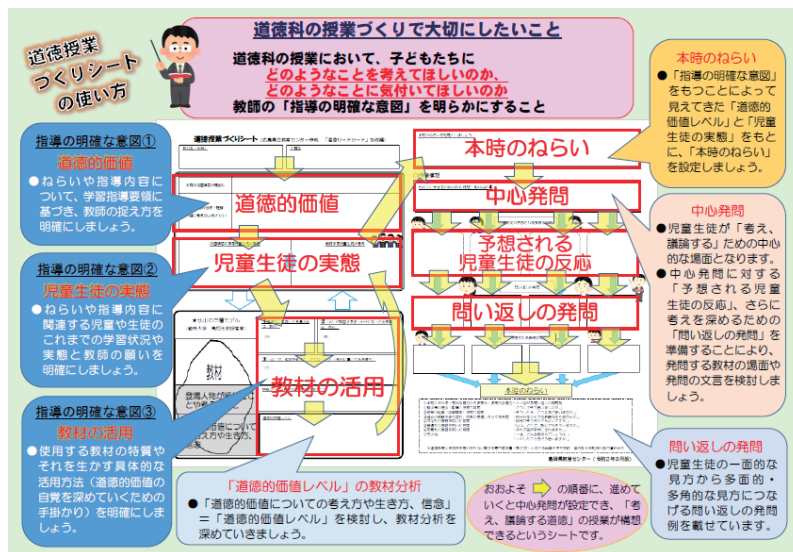 道徳授業
づくりシート
の使い方
道徳科の授業づくりで大切にしたいこと
道徳科の授業において、子どもたちに
どのようなことを考えてほしいのか、
どのようなことに気付いてほしいのか
教師の「指導の明確な意図」を明らかにすること
指導の明確な意図①
道徳的価値
●ねらいや指導内容に
ついて、学習指導要領に
基づき、教師の捉え方を
明確にしましょう。
指導の明確な意図②
児童生徒の実態
●ねらいや指導内容に
関連する児童や生徒の
これまでの学習状況や
実態と教師の願いを
明確にしましょう。
指導の明確な意図③
教材の活用
●使用する教材の特質や
それを生かす具体的な
活用方法（道徳的価値の
自覚を深めていくための
手掛かり）を明確にしま
しょう。
道徳授業づくりシート
道徳的価値
児童生徒の実態
教材
教材の活用
本時のねらい
中心発問
予想される
児童生徒の反応
問い返しの発問
本時のねらい
「道徳的価値レベル」の教材分析
●「道徳的価値についての考え方や生き方、信念」
＝「道徳的価値レベル」を検討し、教材分析を
深めていきましょう。
おおよそ
の順番に、進めて
いくと中心発問が設定でき、「考
え、議論する道徳」の授業が構想
できるというシートです。
本時のねらい
●「指導の明確な意図」
をもつことによって
見えてきた「道徳的
価値レベル」と「児童
生徒の実態」をもと
に、「本時のねらい」
を設定しましょう。
中心発問
●児童生徒が「考え、
議論する」ための中心
的な場面となります。
●中心発問に対する
「予想される児童
生徒の反応」、さらに
考えを深めるための
「問い返しの発問」を
準備することにより、
発問する教材の場面や
発問の文言を検討しま
しょう。
問い返しの発問
●児童生徒の一面的な
見方から多面的・
多角的な見方につな
げる問い返しの発問
例を載せています。